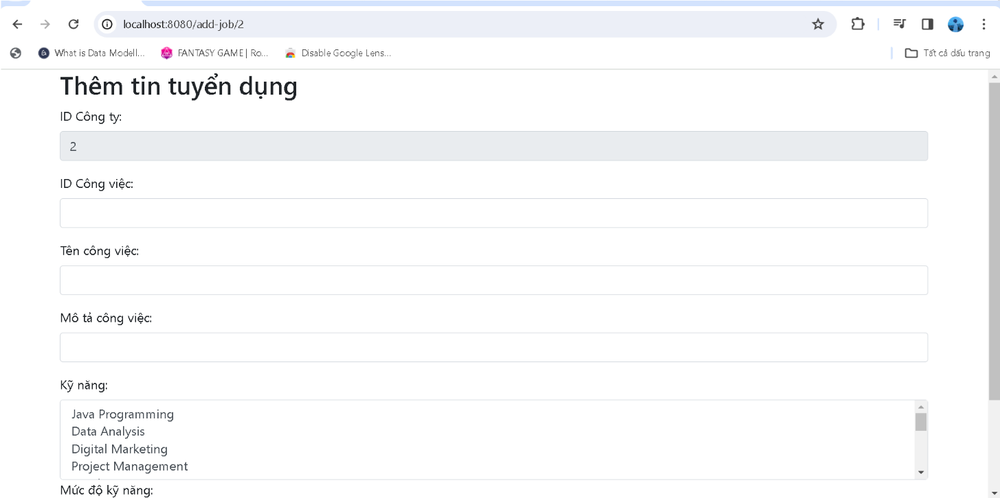 localhost:8080/add-job/2
What is Data Modell... FANTASY GAME | Ro... Disable Google Lens... Tất cả dấu trang
Thêm tin tuyển dụng
ID Công ty:
2
ID Công việc:
Tên công việc:
Mô tả công việc:
Kỹ năng:
Java Programming
Data Analysis
Digital Marketing
Project Management
Mức độ kỹ năng: